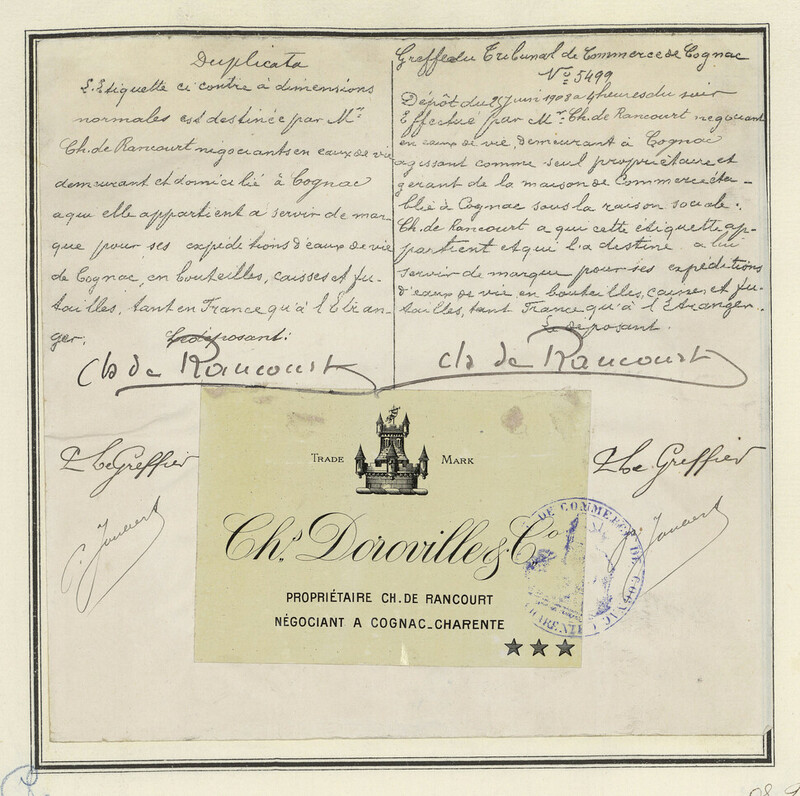 Duplicata
L'Etiquette ci contre à dimensions
normales est destinée par Mr.
Ch. de Rancourt négociants en eaux de vie
demeurant et domicilié à Cognac
a qui elle appartient a servir de mar-
que pour ses expéditions d'eaux de vie
de Cognac, en bouteilles, caisses et fu-
tailles, tant en France qu'à l'Etran-
ger;
Le déposant:
Ch de Rancourt
Greffe du Tribunal de Commerce de Cognac
No. 5499
Dépôt du 25 juin 1908 a 4 heures du soir
Effectué par Mr. Ch. de Rancourt négociant
en eaux de vie, demeurant à Cognac
agissant comme seul propriétaire et
gérant de la maison de Commerce éta-
blie à Cognac sous la raison sociale:
Ch. de Rancourt a qui cette étiquette ap-
partient et qui l'a destine a lui
servir de marque pour ses expéditions
d'eaux de vie en bouteilles, caisses et fu-
tailles, tant France qu'à l'Etranger.
Le déposant.
Ch de Rancourt
Le Greffier
Le Greffier
TRADE MARK
Chs. Doroville & Co
PROPRIÉTAIRE CH. DE RANCOURT
NÉGOCIANT A COGNAC_CHARENTE
★★★
DE COMMERCE DE COGNAC